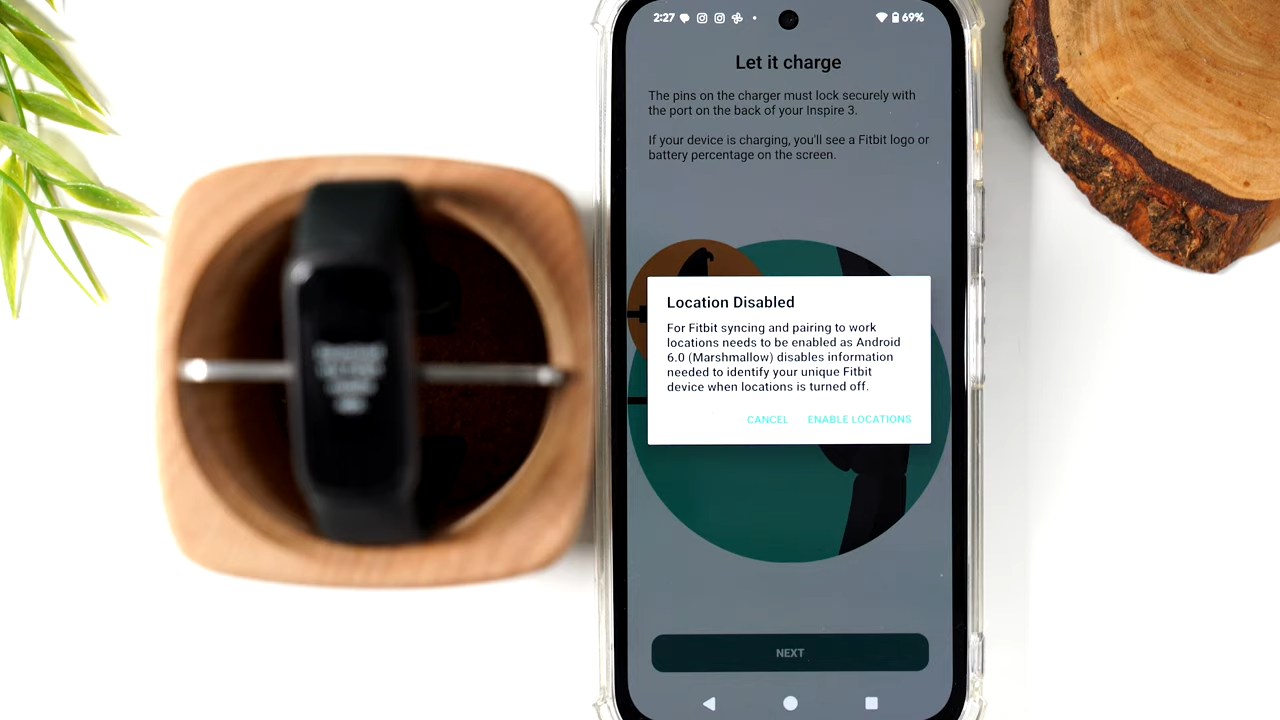 2:27
69%
Let it charge
The pins on the charger must lock securely with
the port on the back of your Inspire 3.
If your device is charging, you'll see a Fitbit logo or
battery percentage on the screen.
Location Disabled
For Fitbit syncing and pairing to work
locations needs to be enabled as Android
6.0 (Marshmallow) disables information
needed to identify your unique Fitbit
device when locations is turned off.
CANCEL ENABLE LOCATIONS
NEXT